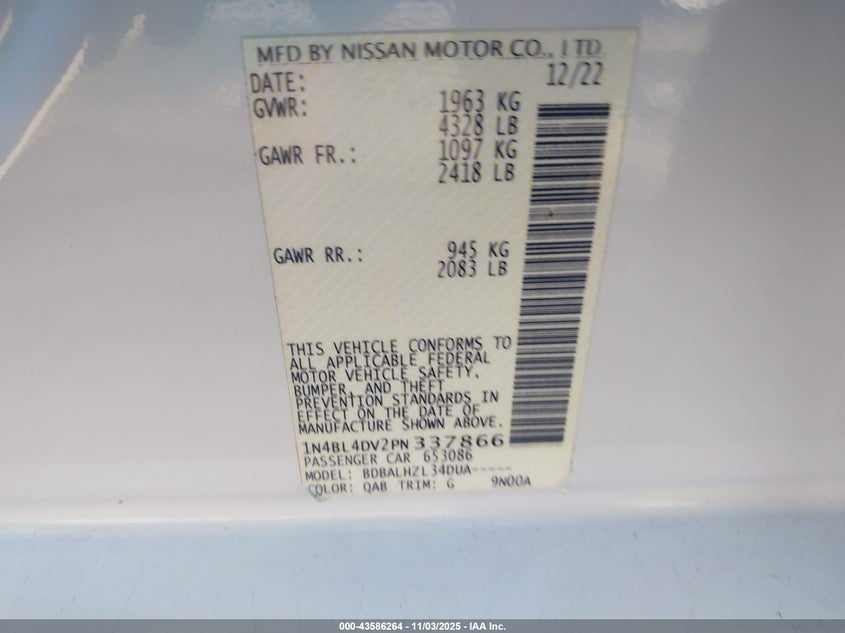 MFD BY NISSAN MOTOR CO., LTD.
DATE: 12/22
GVWR: 1963 KG
4328 LB
GAWR FR.: 1097 KG
2418 LB
GAWR RR.: 945 KG
2083 LB
THIS VEHICLE CONFORMS TO
ALL APPLICABLE FEDERAL
MOTOR VEHICLE SAFETY,
BUMPER, AND THEFT
PREVENTION STANDARDS IN
EFFECT ON THE DATE OF
MANUFACTURE SHOWN ABOVE.
1N4BL4DV2PN337866
PASSENGER CAR 653086
MODEL: BDBALHZL34DUA-----
COLOR: QAB TRIM: G 9N00A
000-43586264 - 11/03/2025 - IAA Inc.